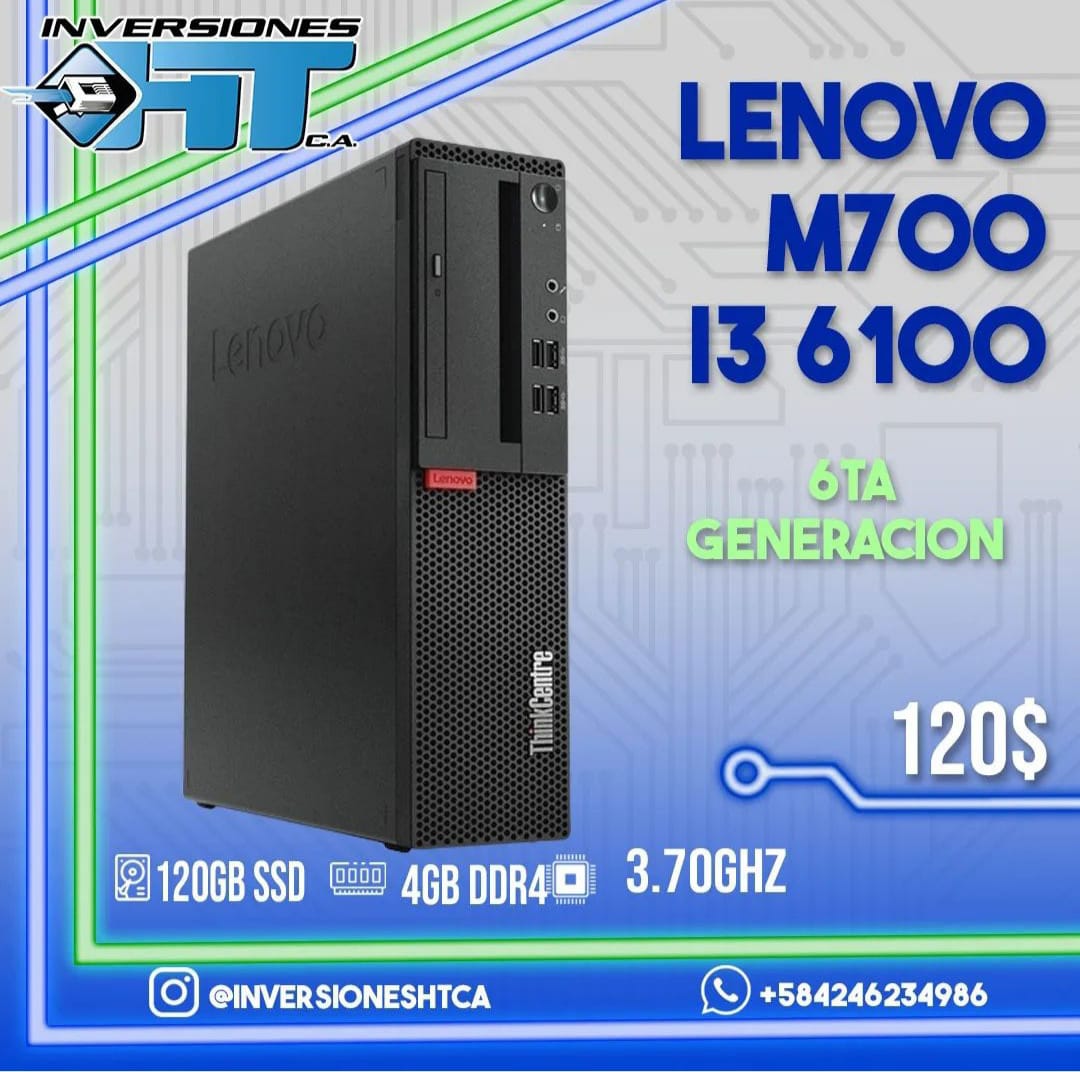 INVERSIONES
HT
C.A.
LENOVO
M700
I3 6100
6TA
GENERACION
Lenovo
Lenovo
ThinkCentre
120$
120GB SSD
4GB DDR4
3.70GHZ
@INVERSIONESHTCA
+584246234986